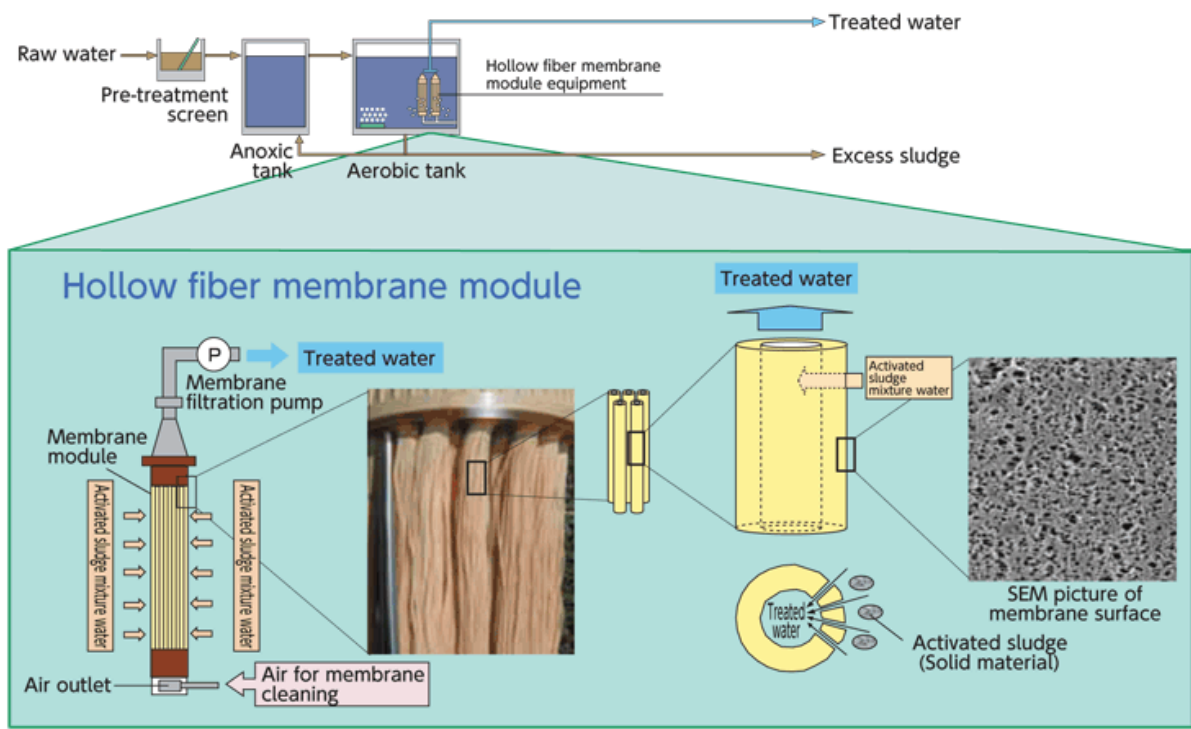 Treated water
Raw water
Hollow fiber membrane
module equipment
Pre-treatment
screen
Anoxic
tank
Aerobic tank
Excess sludge
Hollow fiber membrane module
Treated water
P
Treated water
Membrane
filtration pump
Activated
sludge
mixture water
Membrane
module
Activated sludge mixture water
Activated sludge mixture water
SEM picture of
membrane surface
Treated
water
Activated sludge
(Solid material)
Air outlet
Air for membrane
cleaning